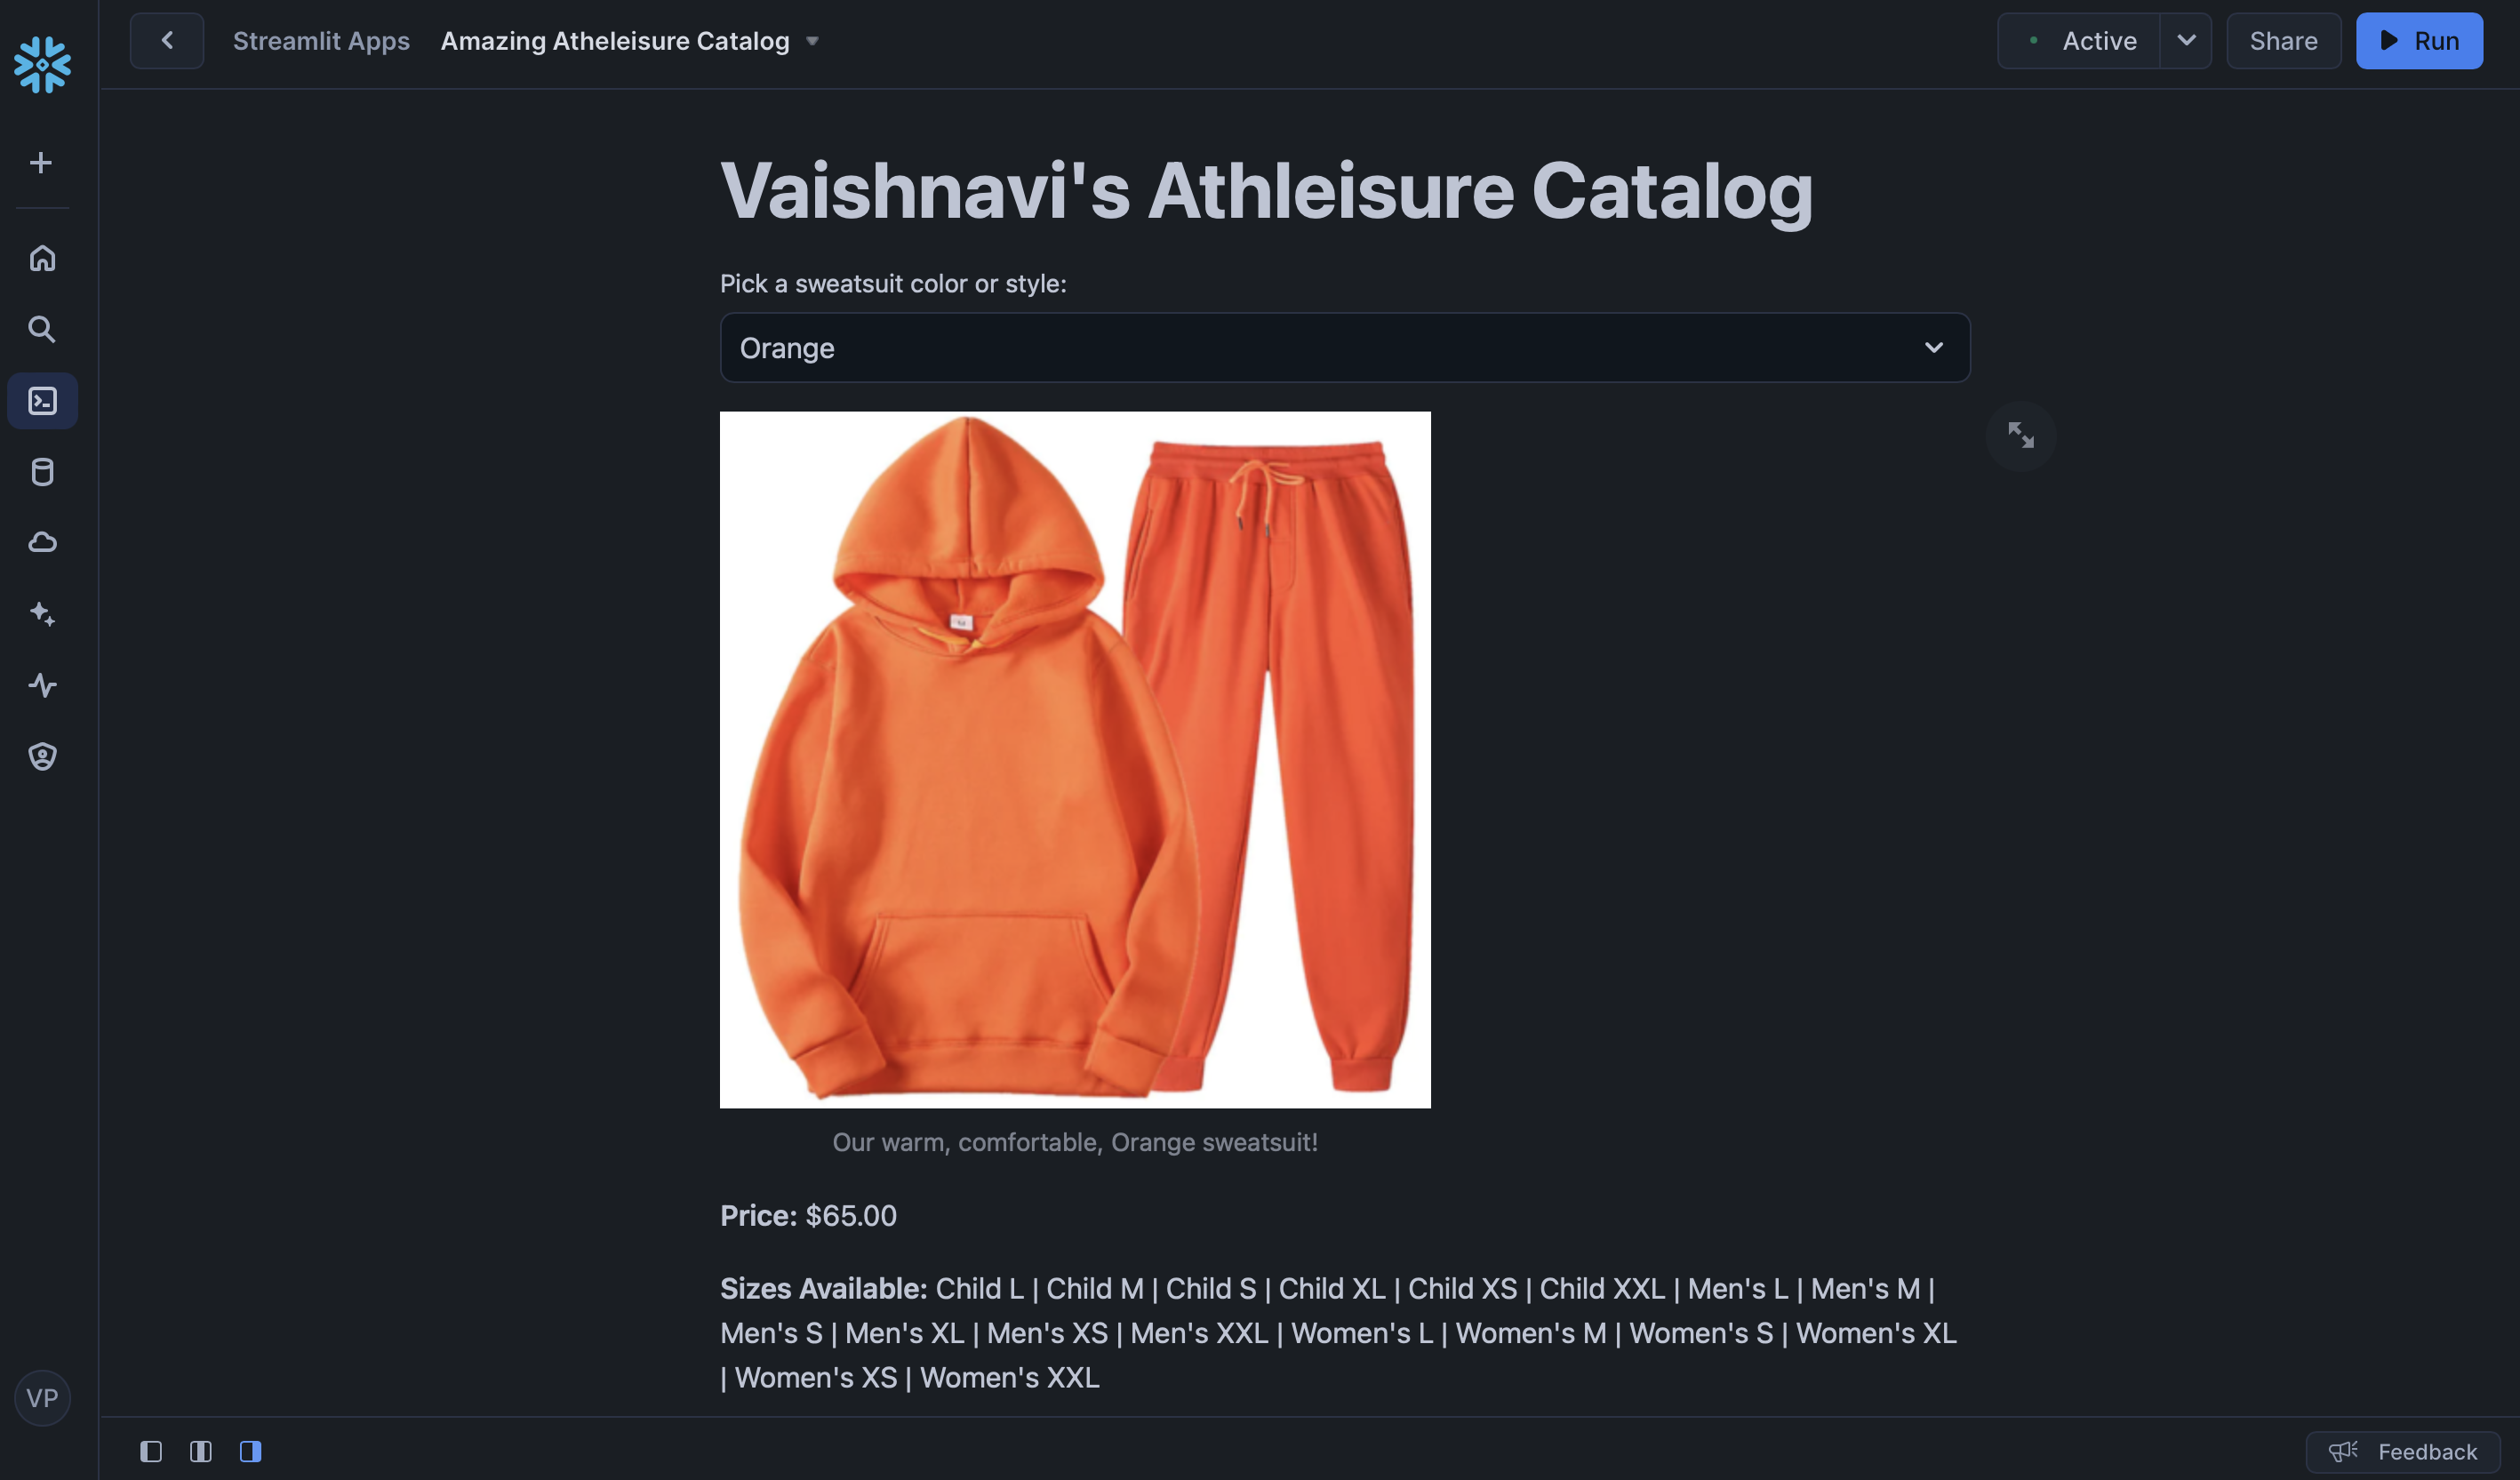 Streamlit Apps Amazing Atheleisure Catalog
Active
Share
Run
Vaishnavi's Athleisure Catalog
Pick a sweatsuit color or style:
Orange
Our warm, comfortable, Orange sweatsuit!
Price: $65.00
Sizes Available: Child L | Child M | Child S | Child XL | Child XS | Child XXL | Men's L | Men's M |
Men's S | Men's XL | Men's XS | Men's XXL | Women's L | Women's M | Women's S | Women's XL
| Women's XS | Women's XXL
VP
Feedback